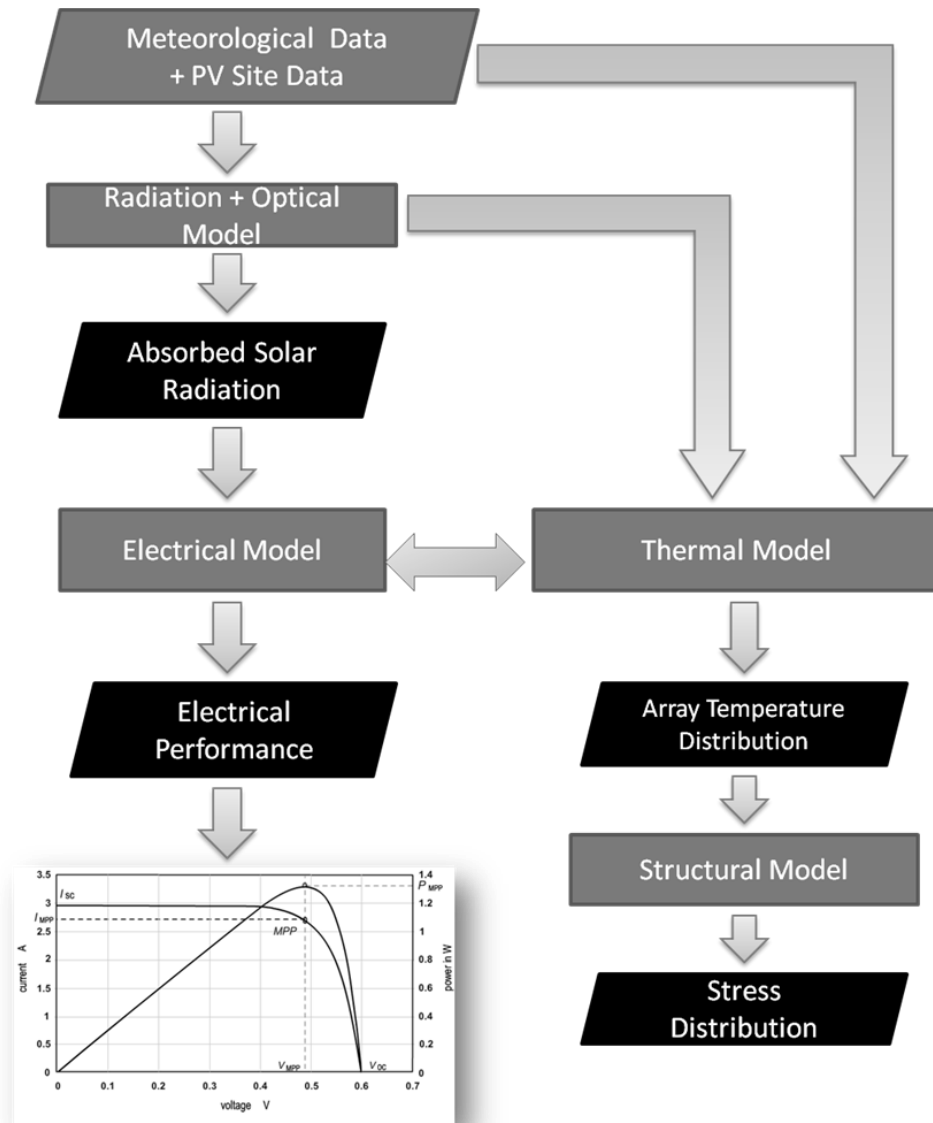 Meteorological Data
+ PV Site Data
Radiation + Optical
Model
Absorbed Solar
Radiation
Electrical Model
Thermal Model
Electrical
Performance
Array Temperature
Distribution
Structural Model
Stress
Distribution
3.5
3
2.5
2
1.5
1
0.5
0
current A
I SC
I MPP
MPP
P MPP
V MPP
V OC
1.4
1.2
1
0.8
0.6
0.4
0.2
0
power in W
0
0.1
0.2
0.3
0.4
0.5
0.6
0.7
voltage V